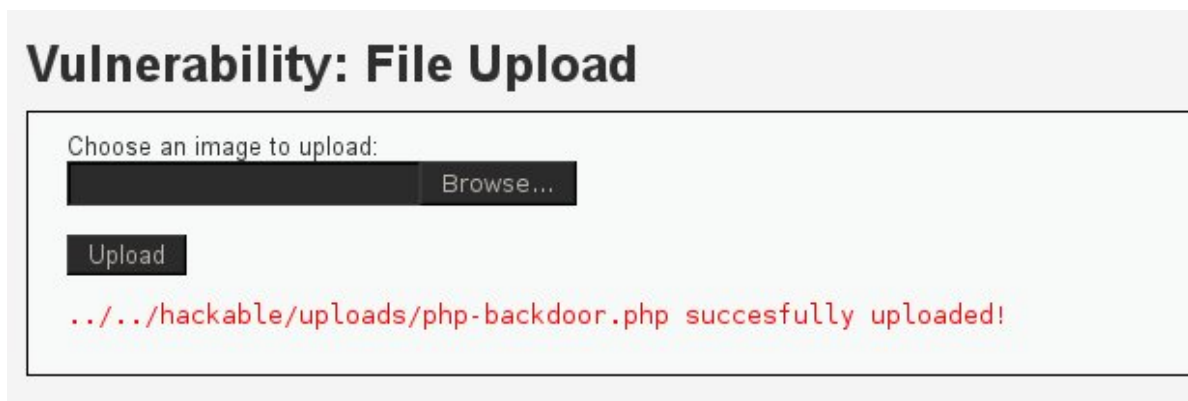 Vulnerability: File Upload
Choose an image to upload:
Browse...
Upload
../../hackable/uploads/php-backdoor.php succesfully uploaded!